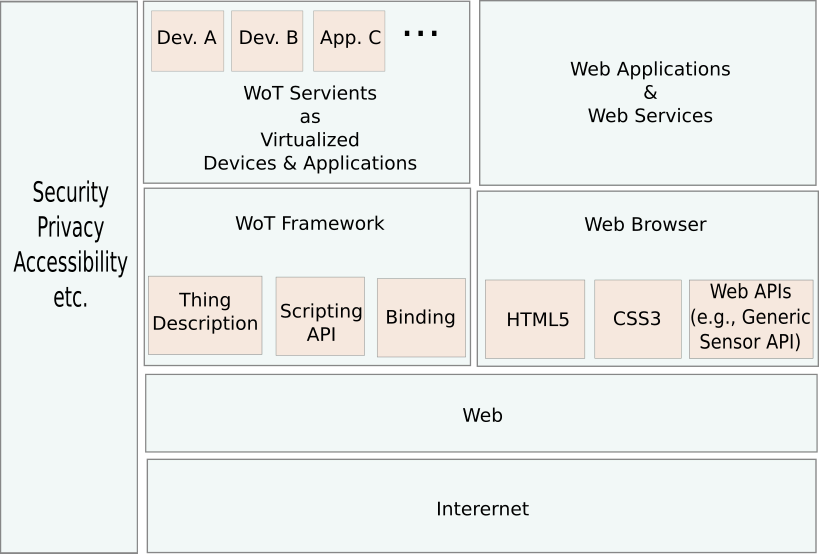 Security
Privacy
Accessibility
etc.
Dev. A
Dev. B
App. C
...
WoT Servients
as
Virtualized
Devices & Applications
Web Applications
&
Web Services
WoT Framework
Thing
Description
Scripting
API
Binding
Web Browser
HTML5
CSS3
Web APIs
(e.g., Generic
Sensor API)
Web
Interernet